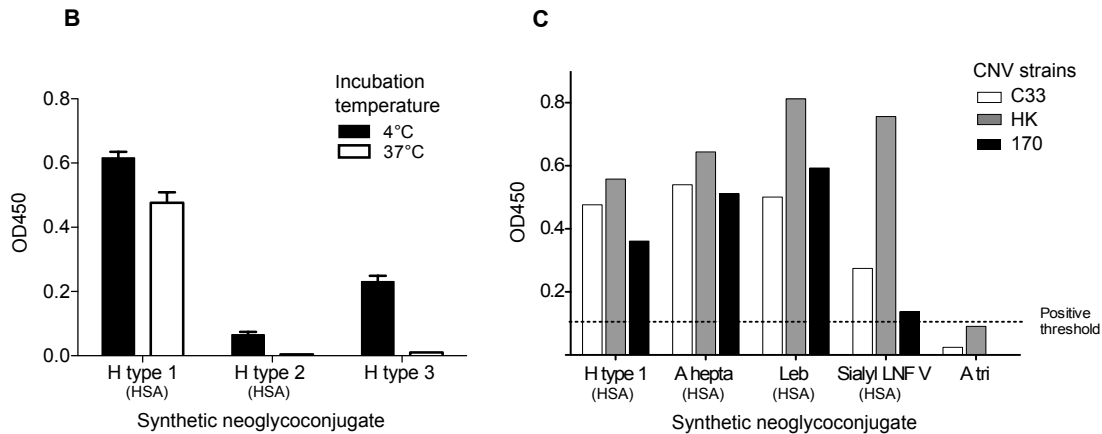 B
Incubation
temperature
4°C
37°C
0.8
0.6
0.4
0.2
0.0
OD450
H type 1
(HSA)
H type 2
(HSA)
H type 3
Synthetic neoglycoconjugate
C
CNV strains
C33
HK
170
0.8
0.6
0.4
0.2
OD450
Positive
threshold
H type 1
(HSA)
A hepta
(HSA)
Leb
(HSA)
Sialyl LNF V
(HSA)
A tri
Synthetic neoglycoconjugate